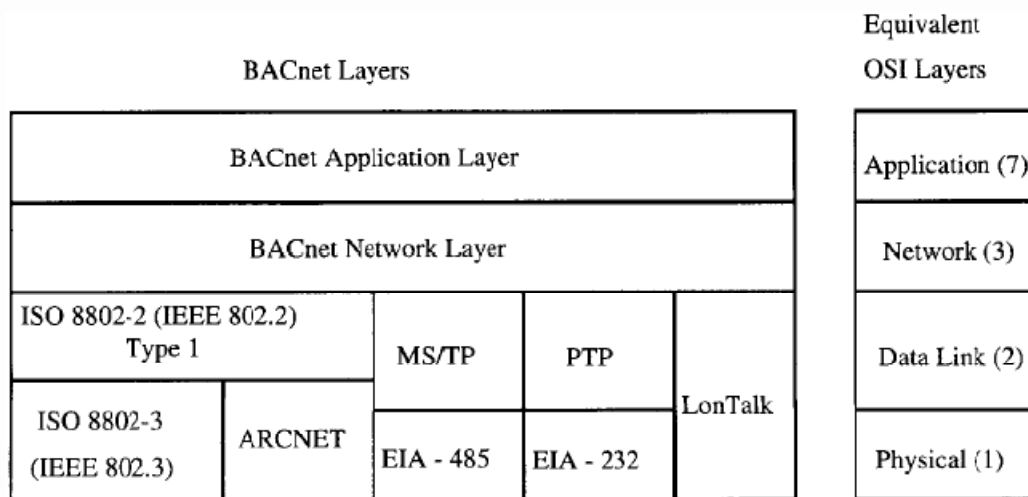 Equivalent
BACnet Layers
OSI Layers
BACnet Application Layer
Application (7)
BACnet Network Layer
Network (3)
ISO 8802-2 (IEEE 802.2)
Type 1
MS/TP
PTP
LonTalk
Data Link (2)
ISO 8802-3
(IEEE 802.3)
ARCNET
EIA - 485
EIA - 232
Physical (1)